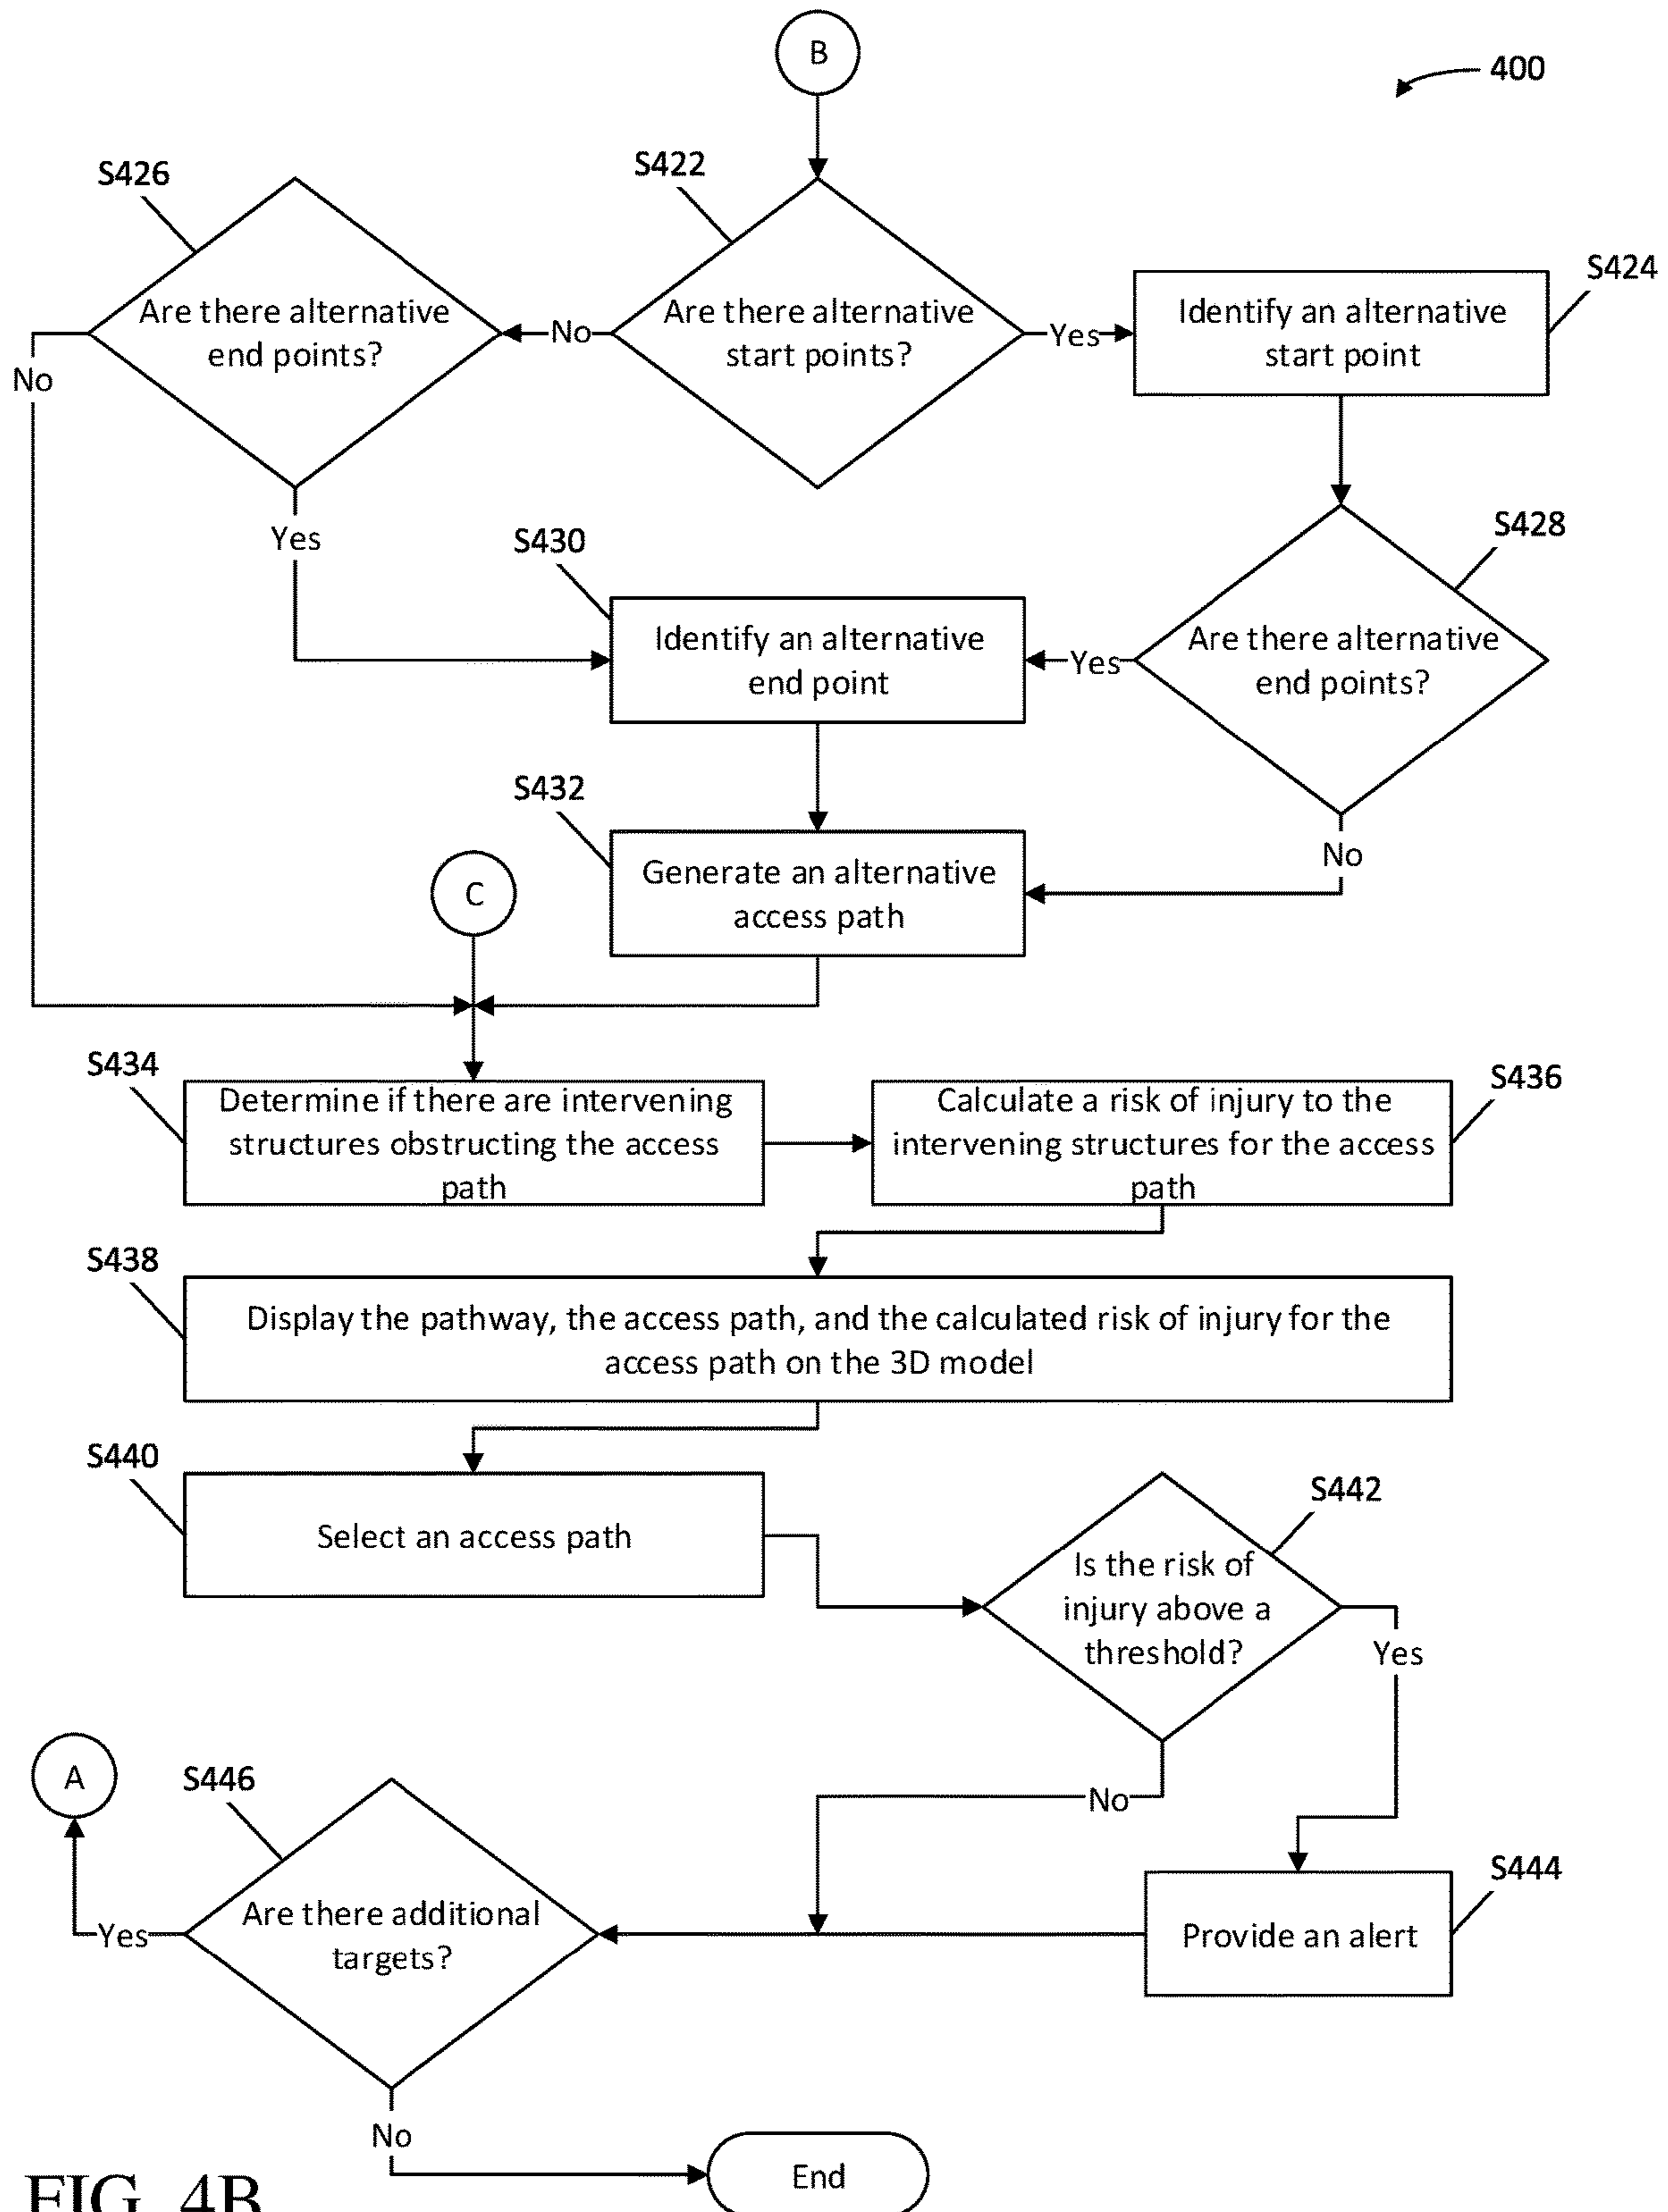 B
400
S426
S422
S424
Are there alternative
end points?
No
Are there alternative
start points?
Yes
Identify an alternative
start point
No
Yes
S430
S428
Identify an alternative
end point
Yes
Are there alternative
end points?
S432
Generate an alternative
access path
No
C
S434
Determine if there are intervening
structures obstructing the access
path
S436
Calculate a risk of injury to the
intervening structures for the access
path
S438
Display the pathway, the access path, and the calculated risk of injury for the
access path on the 3D model
S440
Select an access path
S442
Is the risk of
injury above a
threshold?
Yes
No
A
S446
Are there additional
targets?
Yes
S444
Provide an alert
No
End
FIG. 4B